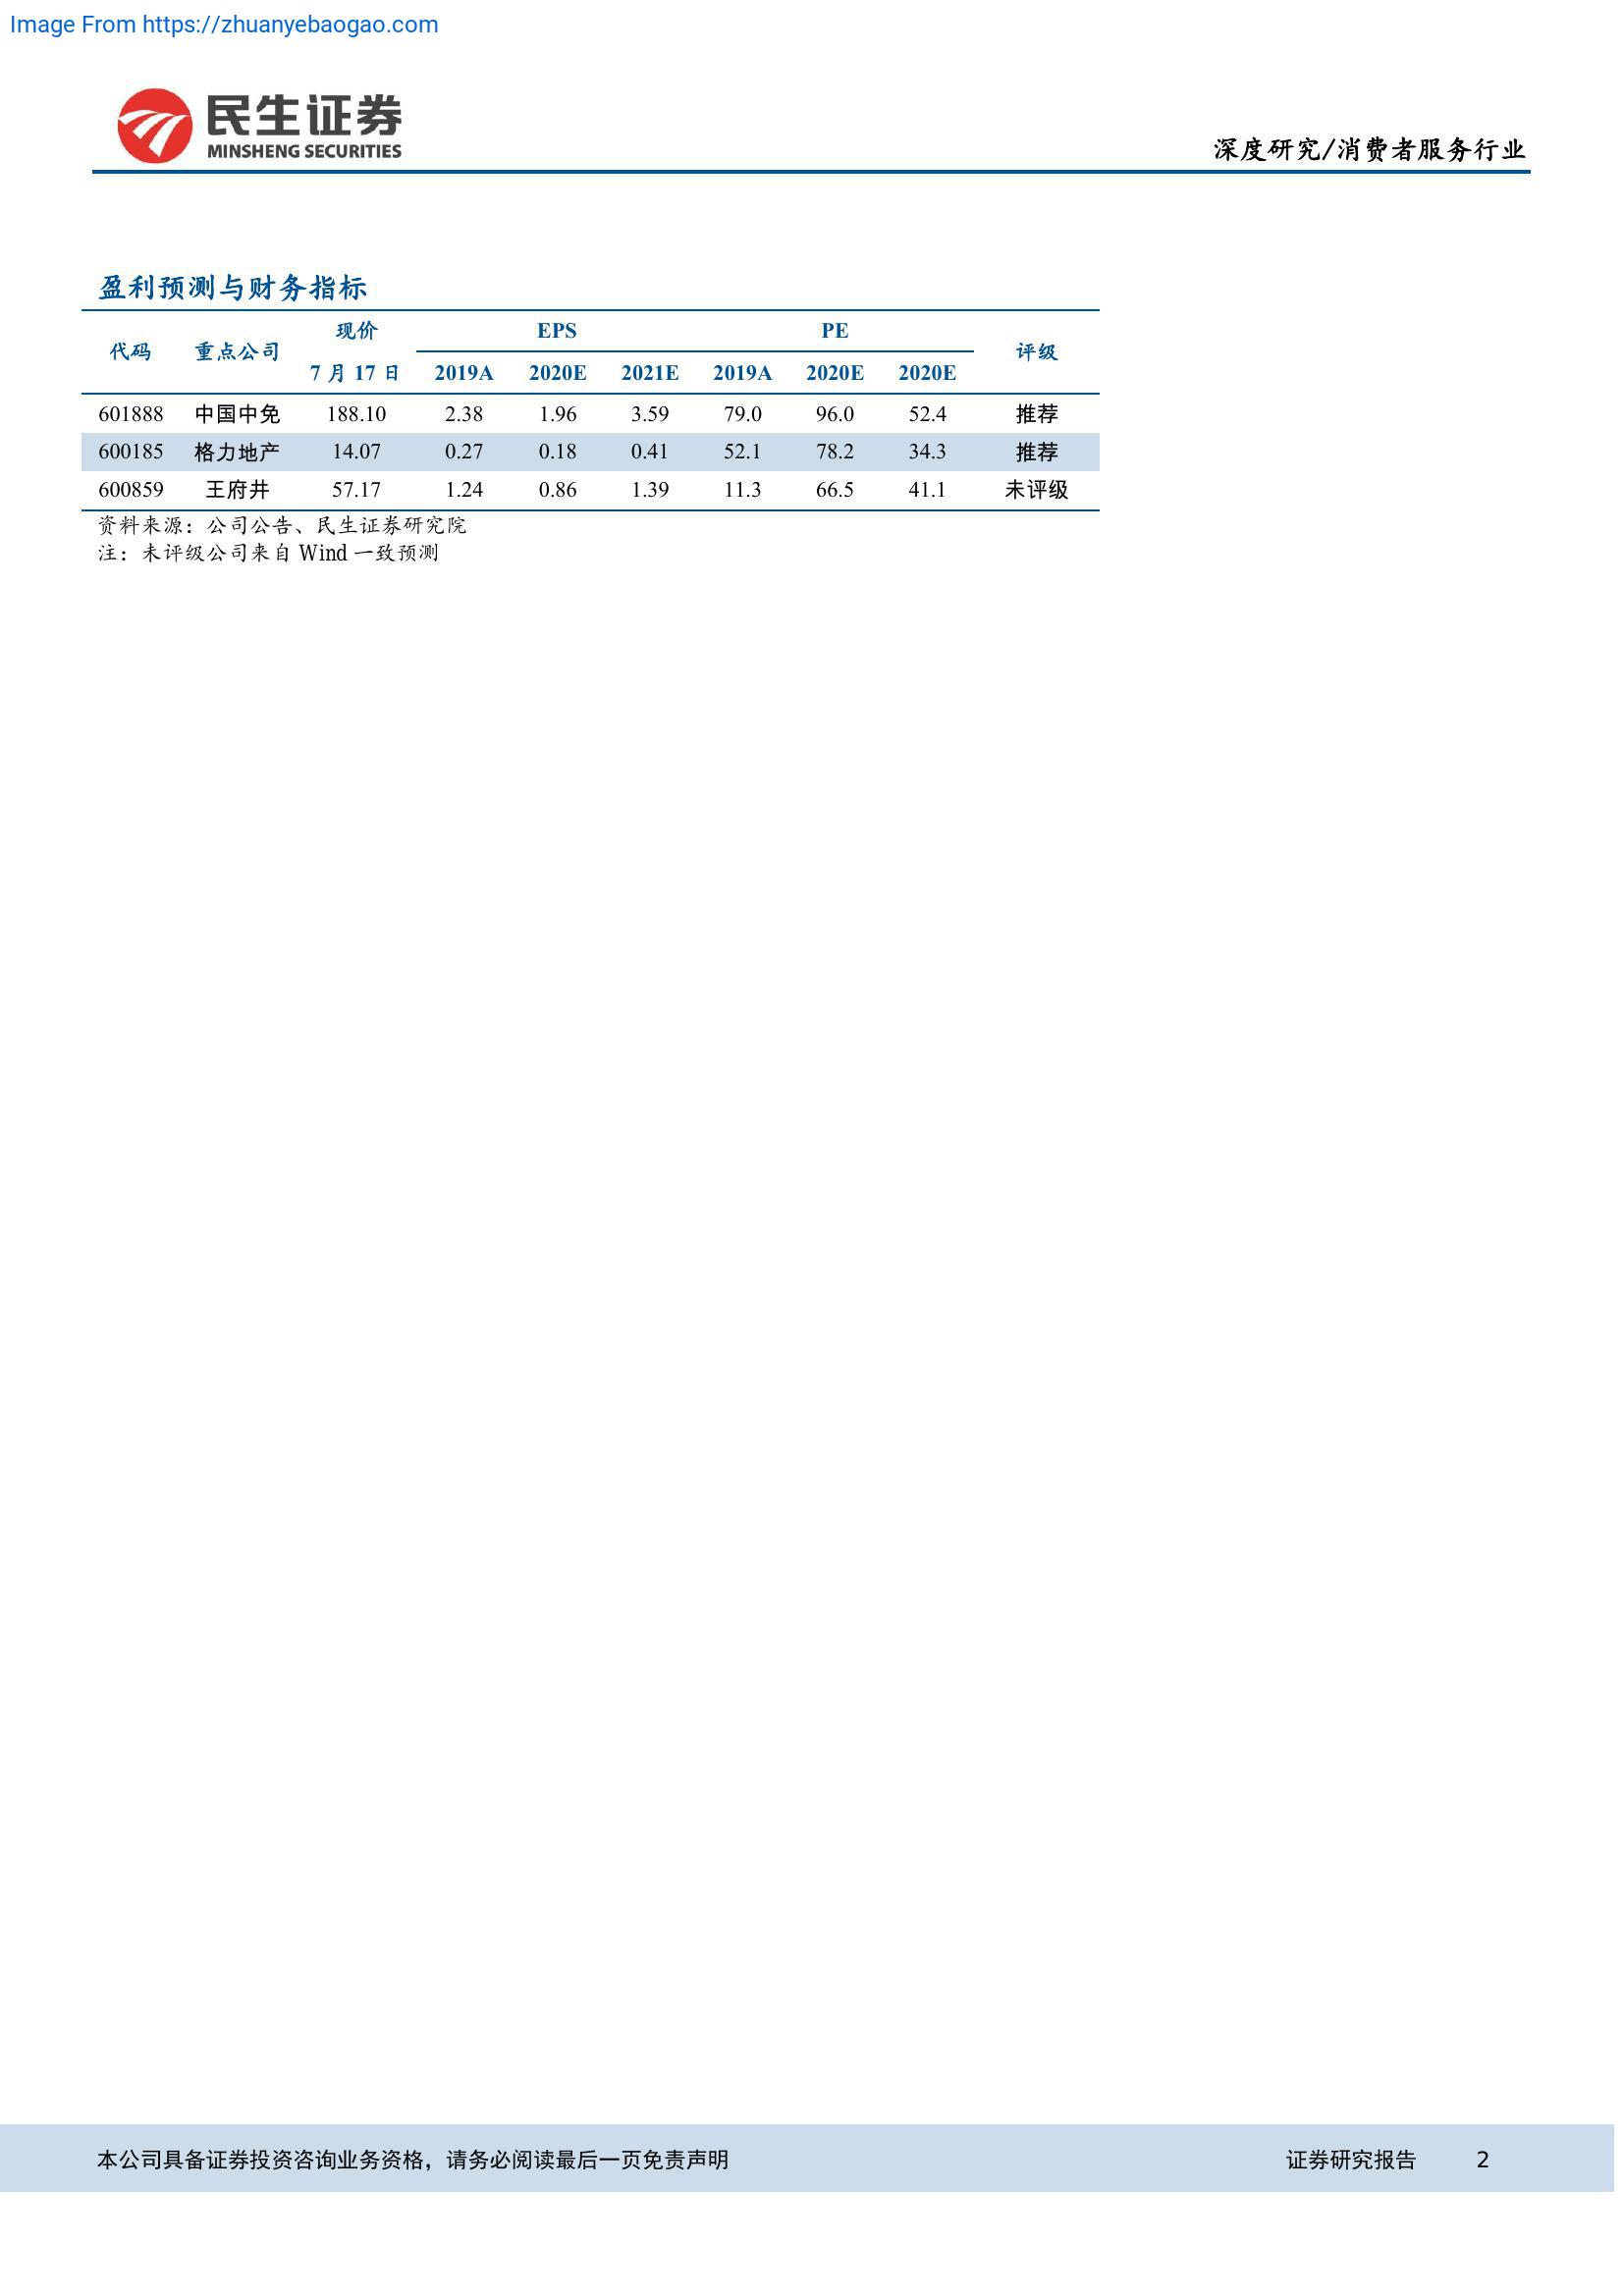 Image From https://zhuanyebaogao.com
民生证券
MINSHENG SECURITIES
深度研究/消费者服务行业
盈利预测与财务指标
代码 重点公司 现价 EPS PE 评级
7 月 17 日 2019A 2020E 2021E 2019A 2020E 2020E
601888 中国中免 188.10 2.38 1.96 3.59 79.0 96.0 52.4 推荐
600185 格力地产 14.07 0.27 0.18 0.41 52.1 78.2 34.3 推荐
600859 王府井 57.17 1.24 0.86 1.39 11.3 66.5 41.1 未评级
资料来源：公司公告、民生证券研究院
注：未评级公司来自 Wind 一致预测
本公司具备证券投资咨询业务资格，请务必阅读最后一页免责声明 证券研究报告 2